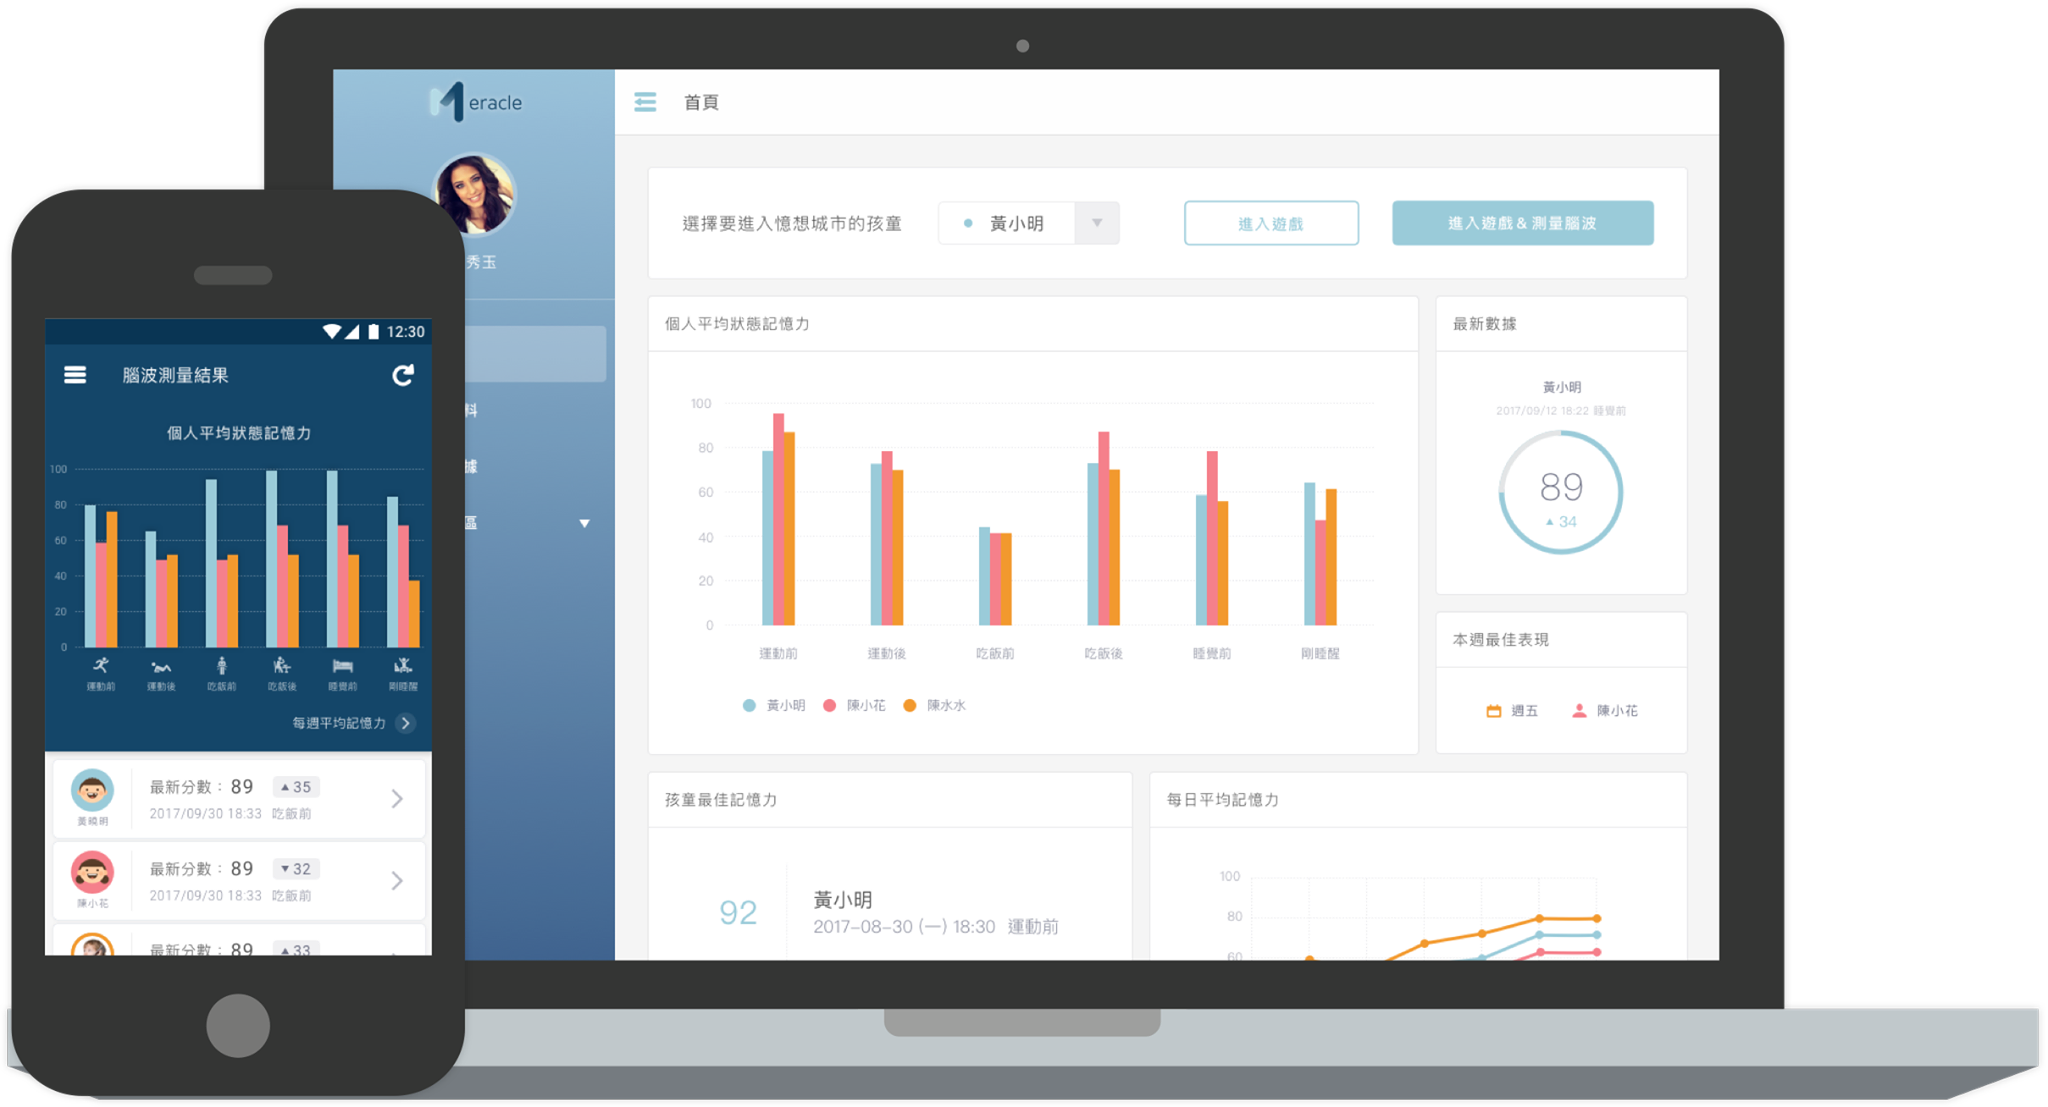 Meracle
秀玉
料
據
區
首頁
選擇要進入憶想城市的孩童
黃小明
進入遊戲
進入遊戲&測量腦波
個人平均狀態記憶力
100
80
60
40
20
0
運動前 運動後 吃飯前 吃飯後 睡覺前 剛睡醒
黃小明 陳小花 陳水水
最新數據
黃小明
2017/09/12 18:22 睡覺前
89
▲ 34
本週最佳表現
週五 陳小花
孩童最佳記憶力
92
黃小明
2017-08-30 (一) 18:30 運動前
每日平均記憶力
100
80
60
12:30
腦波測量結果
個人平均狀態記憶力
100
80
60
40
20
0
運動前 運動後 吃飯前 吃飯後 睡覺前 剛睡醒
每週平均記憶力
最新分數：89 ▲ 35
2017/09/30 18:33 吃飯前
黃曉明
最新分數：89 ▼ 32
2017/09/30 18:33 吃飯前
陳小花
最新分數：89 ▲ 33